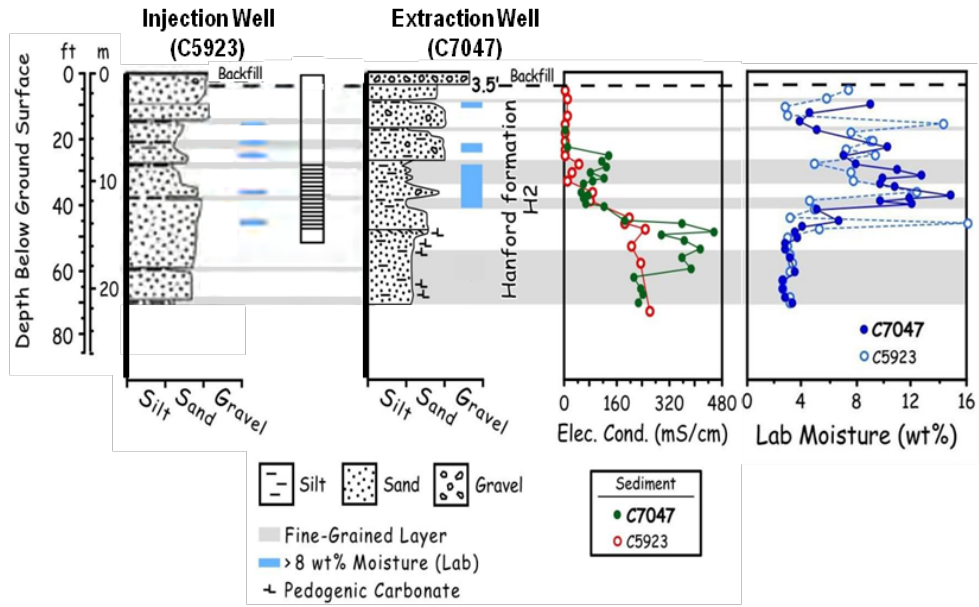 Injection Well
(C5923)
Extraction Well
(C7047)
ft m
Backfill
3.5'
Backfill
0 0
20
10
40
60
20
80
Depth Below Ground Surface
Hanford formation
H2
Silt Sand Gravel
Silt Sand Gravel
0 160 320 480
Elec. Cond. (mS/cm)
C7047
C5923
0 4 8 12 16
Lab Moisture (wt%)
Silt Sand Gravel
Fine-Grained Layer
>8 wt% Moisture (Lab)
Pedogenic Carbonate
Sediment
C7047
C5923